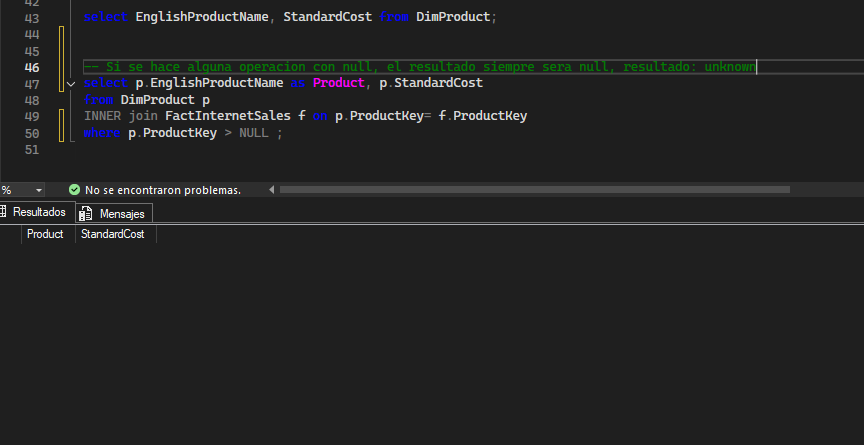 42
43 select EnglishProductName, StandardCost from DimProduct;
44
45
46 -- Si se hace alguna operacion con null, el resultado siempre sera null, resultado: unknown
47 select p.EnglishProductName as Product, p.StandardCost
48 from DimProduct p
49 INNER join FactInternetSales f on p.ProductKey= f.ProductKey
50 where p.ProductKey > NULL ;
51
% No se encontraron problemas.
Resultados Mensajes
Product StandardCost